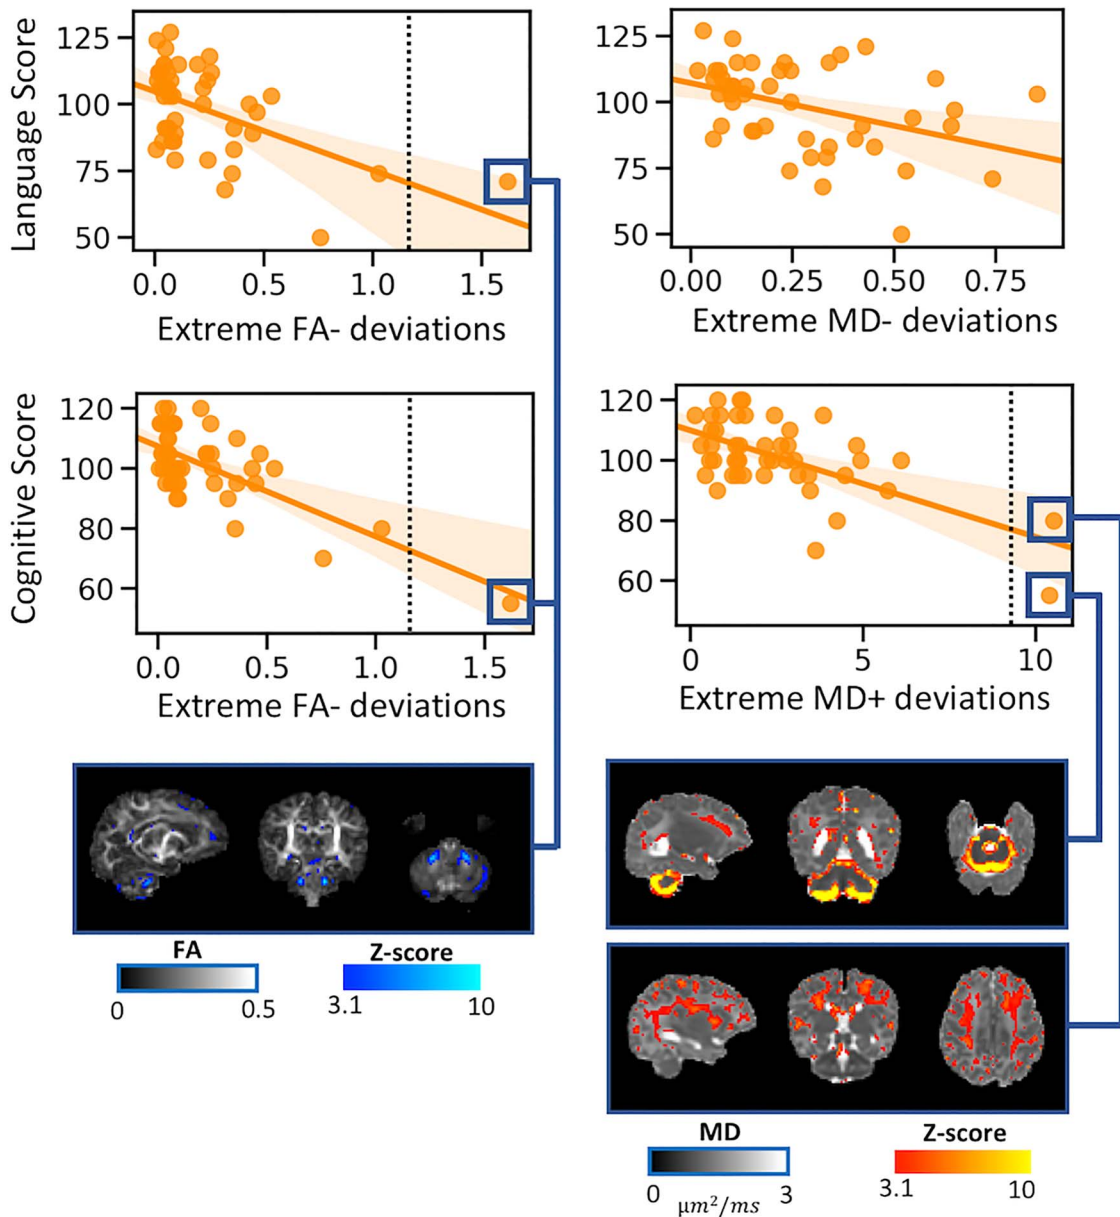 Language Score
125
100
75
50
0.0 0.5 1.0 1.5
Extreme FA- deviations
125
100
75
50
0.00 0.25 0.50 0.75
Extreme MD- deviations
Cognitive Score
120
100
80
60
0.0 0.5 1.0 1.5
Extreme FA- deviations
120
100
80
60
0 5 10
Extreme MD+ deviations
FA
0 0.5
Z-score
3.1 10
MD
0 μm²/ms 3
Z-score
3.1 10